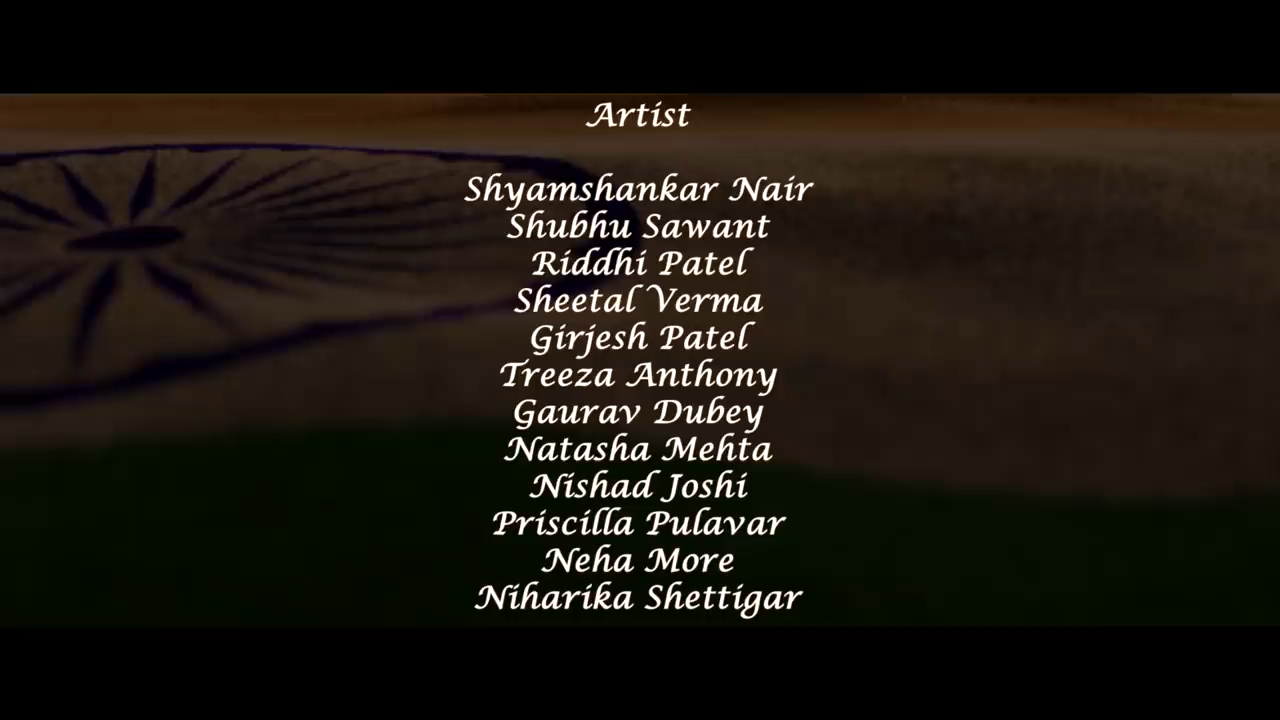 Artist
Shyamshankar Nair
Shubhu Sawant
Riddhi Patel
Sheetal Verma
Girjesh Patel
Treeza Anthony
Gaurav Dubey
Natasha Mehta
Nishad Joshi
Priscilla Pulavar
Neha More
Niharika Shettigar